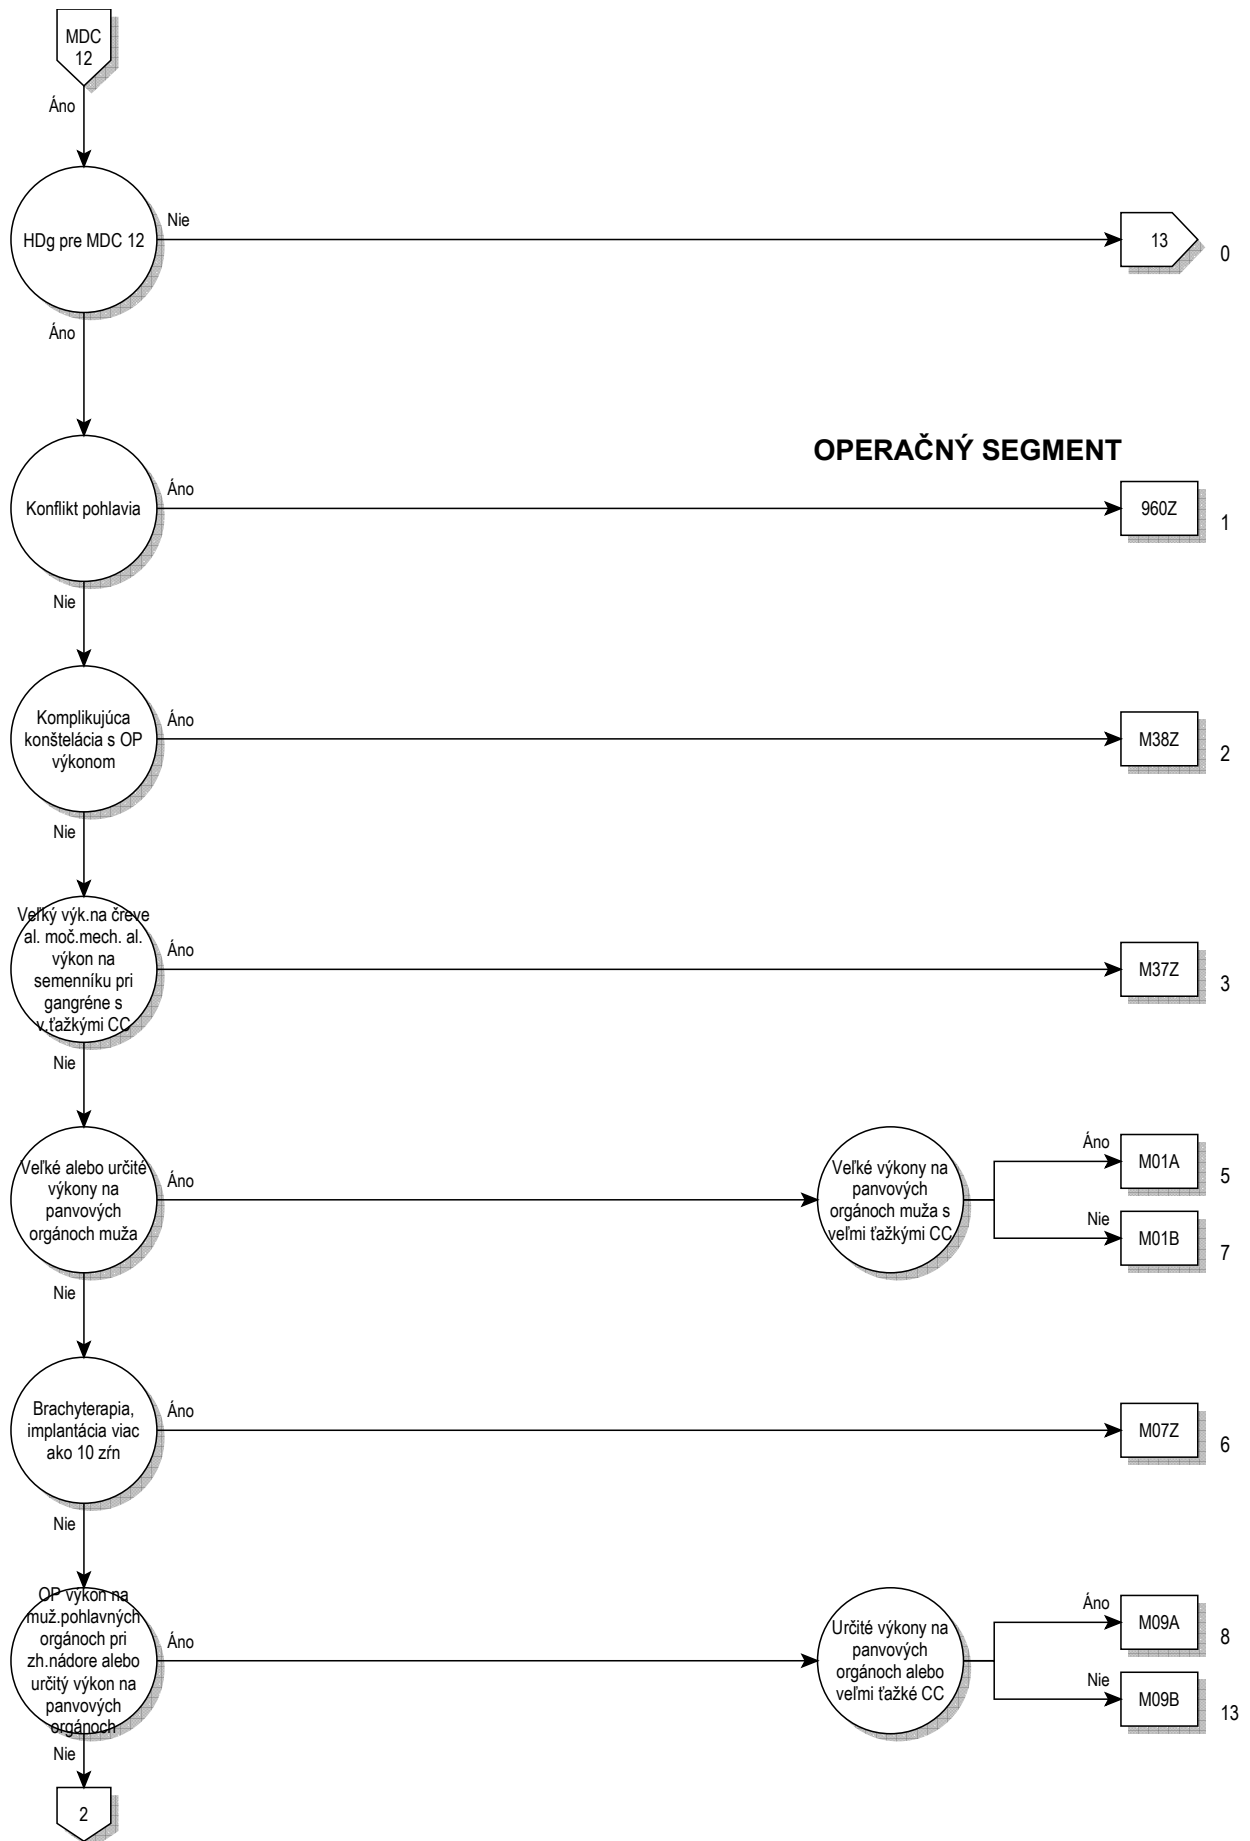 MDC
12
Áno
HDg pre MDC 12
Nie
13
0
Áno
OPERAČNÝ SEGMENT
Konflikt pohlavia
Áno
960Z
1
Nie
Komplikujúca
konštelácia s OP
výkonom
Áno
M38Z
2
Nie
Veľký výk.na čreve
al. moč.mech. al.
výkon na
semenníku pri
gangréne s
v.ťažkými CC
Áno
M37Z
3
Nie
Veľké alebo určité
výkony na
panvových
orgánoch muža
Áno
Veľké výkony na
panvových
orgánoch muža s
veľmi ťažkými CC
Áno
M01A
5
Nie
M01B
7
Nie
Brachyterapia,
implantácia viac
ako 10 zŕn
Áno
M07Z
6
Nie
OP výkon na
muž.pohlavných
orgánoch pri
zh.nádore alebo
určitý výkon na
panvových
orgánoch
Áno
Určité výkony na
panvových
orgánoch alebo
veľmi ťažké CC
Áno
M09A
8
Nie
M09B
13
Nie
2